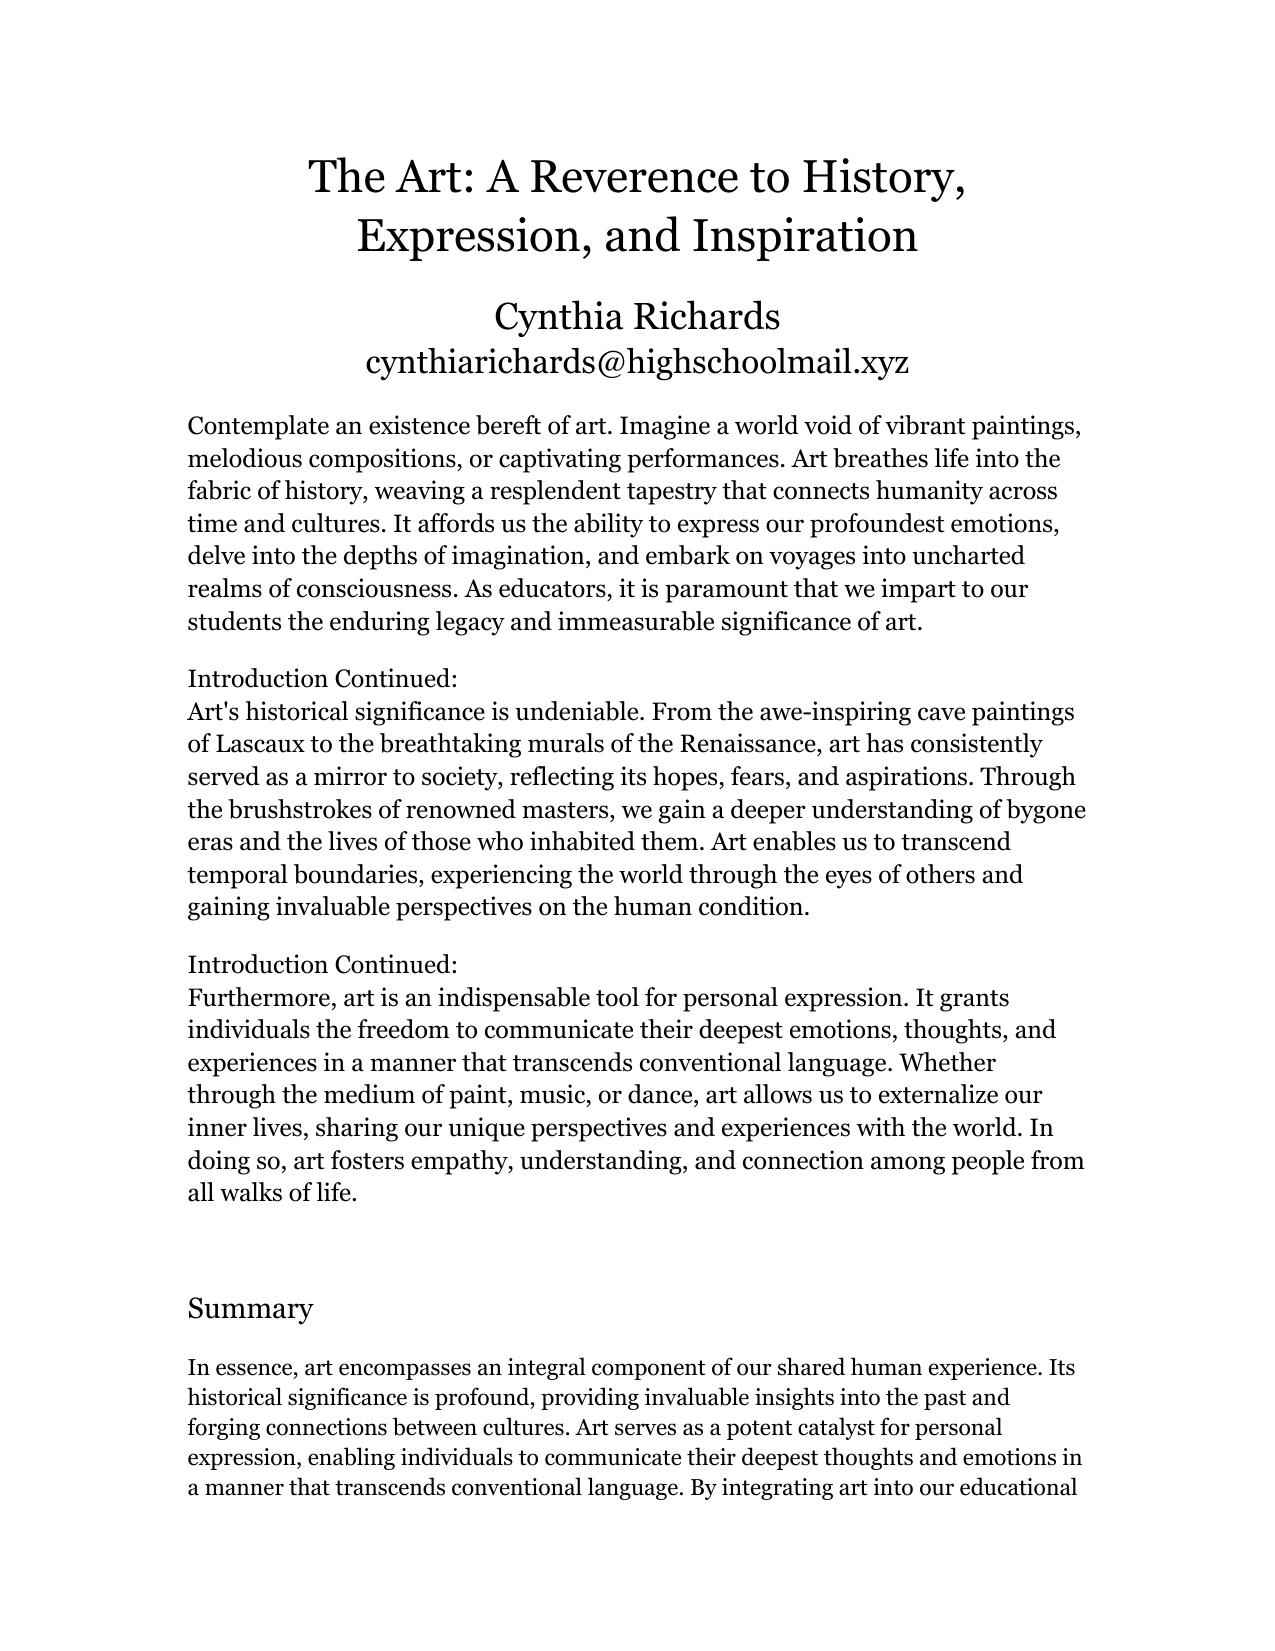 The Art: A Reverence to History,
Expression, and Inspiration
Cynthia Richards
cynthiarichards@highschoolmail.xyz
Contemplate an existence bereft of art. Imagine a world void of vibrant paintings,
melodious compositions, or captivating performances. Art breathes life into the
fabric of history, weaving a resplendent tapestry that connects humanity across
time and cultures. It affords us the ability to express our profoundest emotions,
delve into the depths of imagination, and embark on voyages into uncharted
realms of consciousness. As educators, it is paramount that we impart to our
students the enduring legacy and immeasurable significance of art.
Introduction Continued:
Art's historical significance is undeniable. From the awe-inspiring cave paintings
of Lascaux to the breathtaking murals of the Renaissance, art has consistently
served as a mirror to society, reflecting its hopes, fears, and aspirations. Through
the brushstrokes of renowned masters, we gain a deeper understanding of bygone
eras and the lives of those who inhabited them. Art enables us to transcend
temporal boundaries, experiencing the world through the eyes of others and
gaining invaluable perspectives on the human condition.
Introduction Continued:
Furthermore, art is an indispensable tool for personal expression. It grants
individuals the freedom to communicate their deepest emotions, thoughts, and
experiences in a manner that transcends conventional language. Whether
through the medium of paint, music, or dance, art allows us to externalize our
inner lives, sharing our unique perspectives and experiences with the world. In
doing so, art fosters empathy, understanding, and connection among people from
all walks of life.
Summary
In essence, art encompasses an integral component of our shared human experience. Its
historical significance is profound, providing invaluable insights into the past and
forging connections between cultures. Art serves as a potent catalyst for personal
expression, enabling individuals to communicate their deepest thoughts and emotions in
a manner that transcends conventional language. By integrating art into our educational